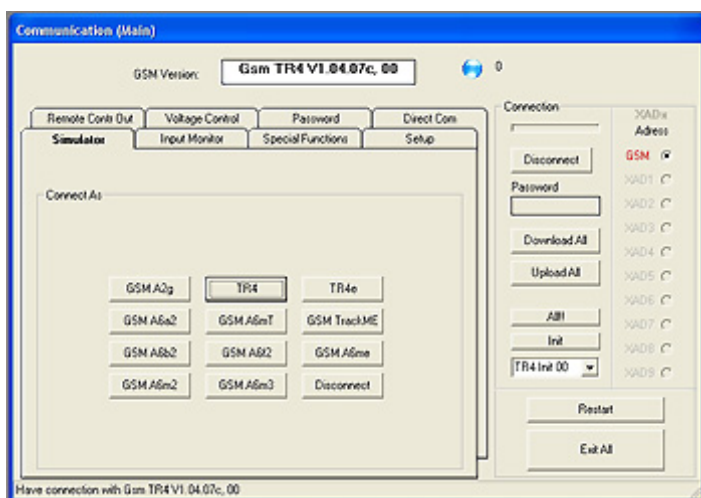 Communication (Main)
GSM Version:
Gsm TR4 V1.04.07c, 00
0
Remote Contr Out
Voltage Control
Password
Direct Com
Simulator
Input Monitor
Special Functions
Setup
Connect As
GSM A2g
TR4
TR4e
GSM A6a2
GSM A6mT
GSM TrackME
GSM A6b2
GSM A6t2
GSM A6me
GSM A6m2
GSM A6m3
Disconnect
Connection
Disconnect
Password
Download All
Upload All
Init
TR4 Init 00
XADx
Adress
GSM
XAD1
XAD2
XAD3
XAD4
XAD5
XAD6
XAD7
XAD8
XAD9
Restart
Exit All
Have connection with Gsm TR4 V1.04.07c, 00